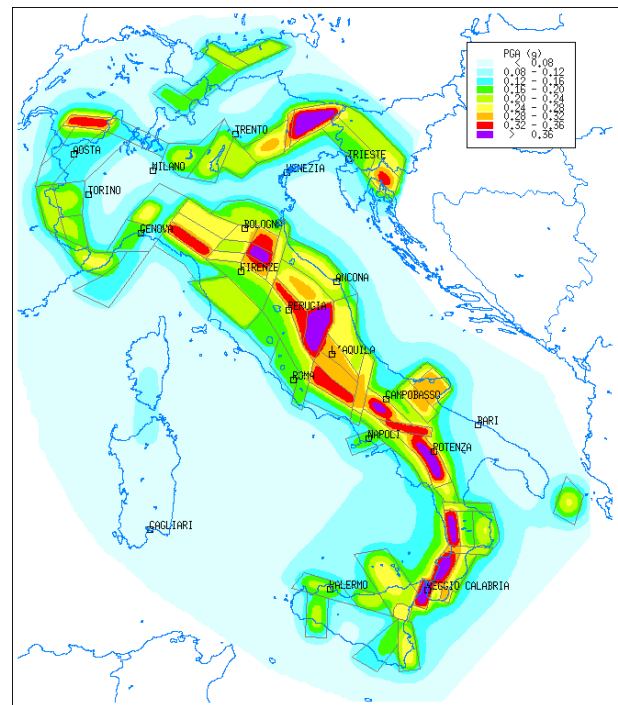 PGA (g)
< 0.08
0.08 - 0.12
0.12 - 0.16
0.16 - 0.20
0.20 - 0.24
0.24 - 0.28
0.28 - 0.32
0.32 - 0.36
> 0.36
TRENTO
AOSTA
TRIESTE
MILANO
VENEZIA
TORINO
BOLOGNA
GENOVA
FIRENZE
ANCONA
PERUGIA
L'AQUILA
ROMA
CAMPOBASSO
BARI
NAPOLI
POTENZA
CAGLIARI
PALERMO
REGGIO CALABRIA